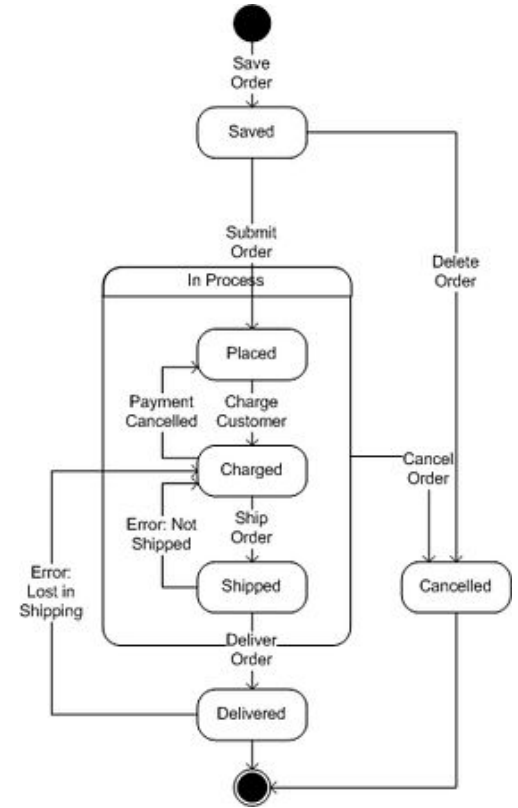 Save
Order
Saved
Submit
Order
Delete
Order
In Process
Placed
Payment
Cancelled
Charge
Customer
Charged
Cancel
Order
Error: Not
Shipped
Ship
Order
Error:
Lost in
Shipping
Shipped
Cancelled
Deliver
Order
Delivered